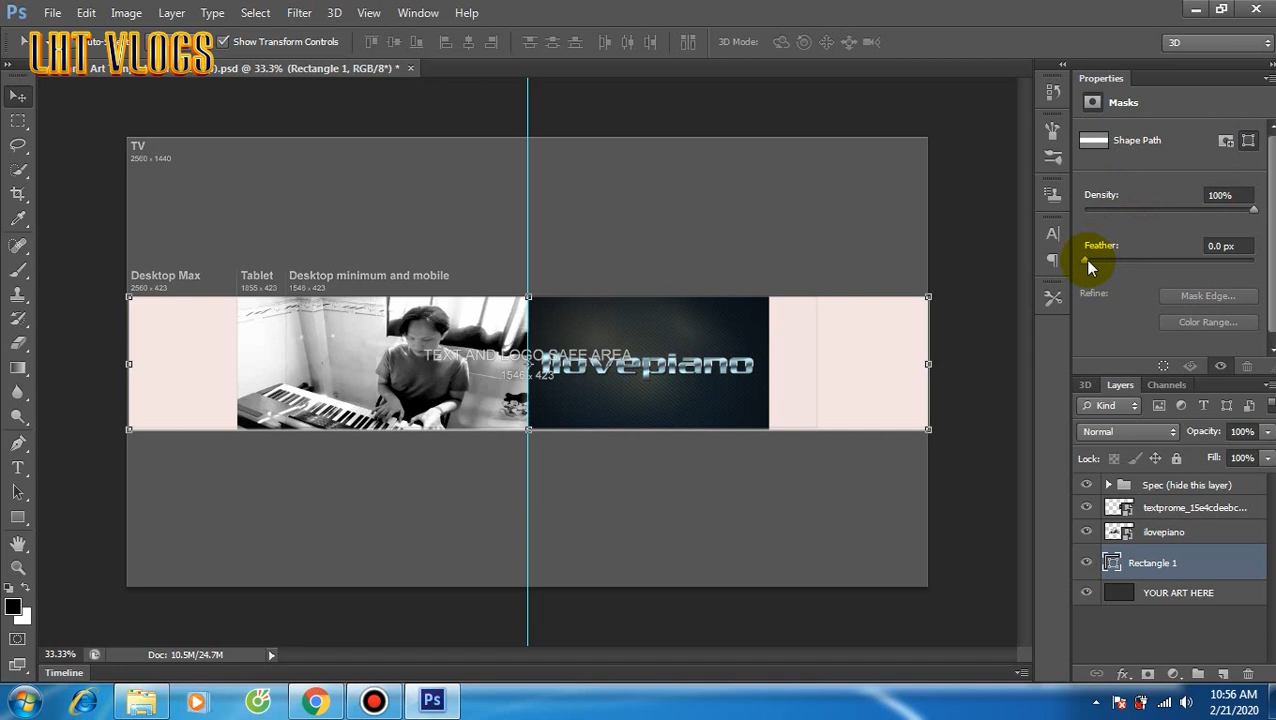 Ps File Edit Image Layer Type Select Filter 3D View Window Help
LHT VLOGS
Show Transform Controls
3D Mode:
3D
.psd @ 33.3% (Rectangle 1, RGB/8*) *
TV
2560 x 1440
Desktop Max
2560 x 423
Tablet
1855 x 423
Desktop minimum and mobile
1546 x 423
TEXT AND LOGO SAFE AREA
1546 x 423
ilovepiano
Properties
Masks
Shape Path
Density: 100%
Feather: 0.0 px
Refine: Mask Edge...
Color Range...
3D Layers Channels
Kind
Normal Opacity: 100%
Lock: Fill: 100%
Spec (hide this layer)
textprome_15e4cdeebc...
ilovepiano
Rectangle 1
YOUR ART HERE
33.33% Doc: 10.5M/24.7M
Timeline
Ps
10:56 AM
2/21/2020